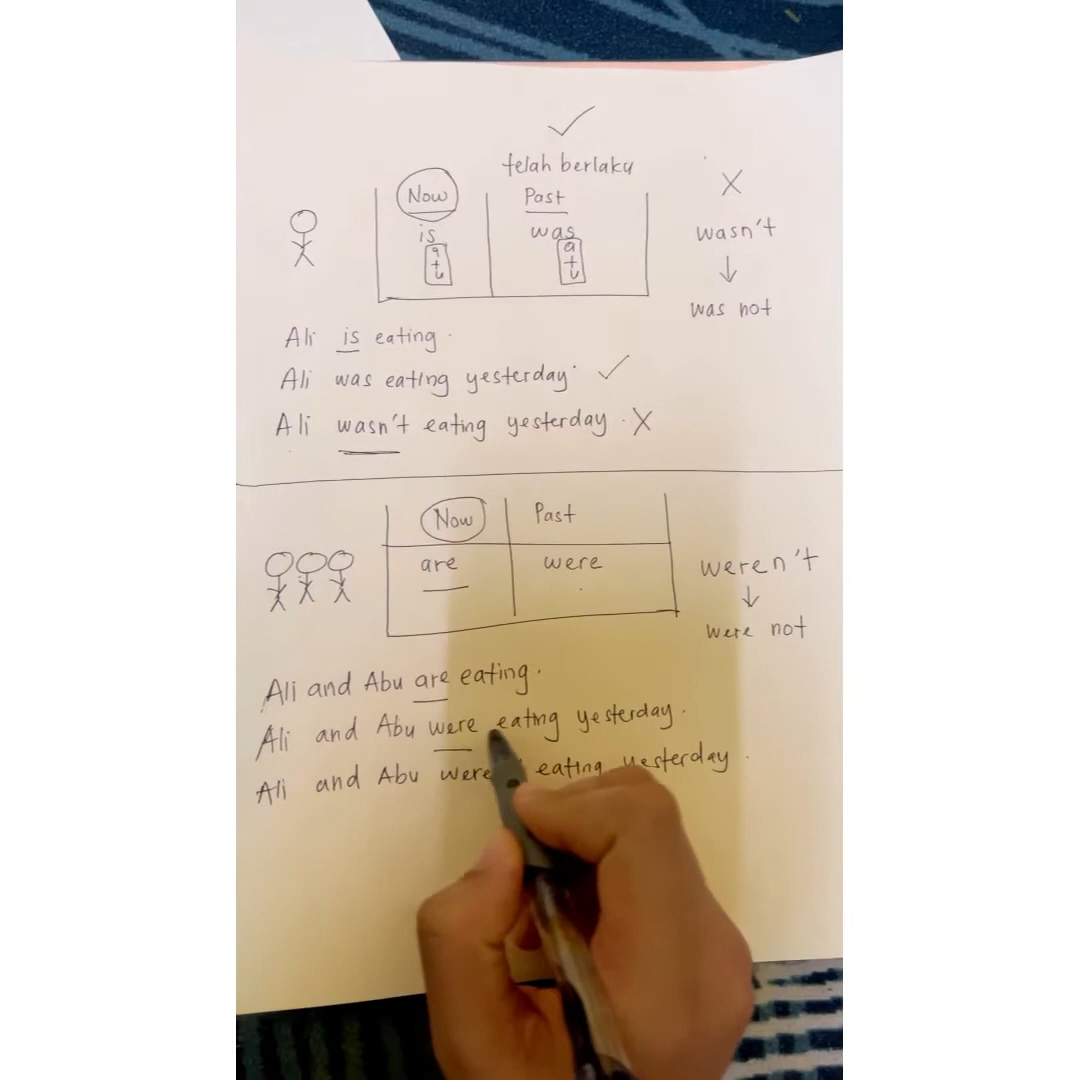 telah berlaku
Now Past X
is was wasn't
atu atu ↓
was not
Ali is eating.
Ali was eating yesterday. ✓
Ali wasn't eating yesterday. X
Now Past
are were weren't
↓
were not
Ali and Abu are eating.
Ali and Abu were eating yesterday.
Ali and Abu were eating yesterday.